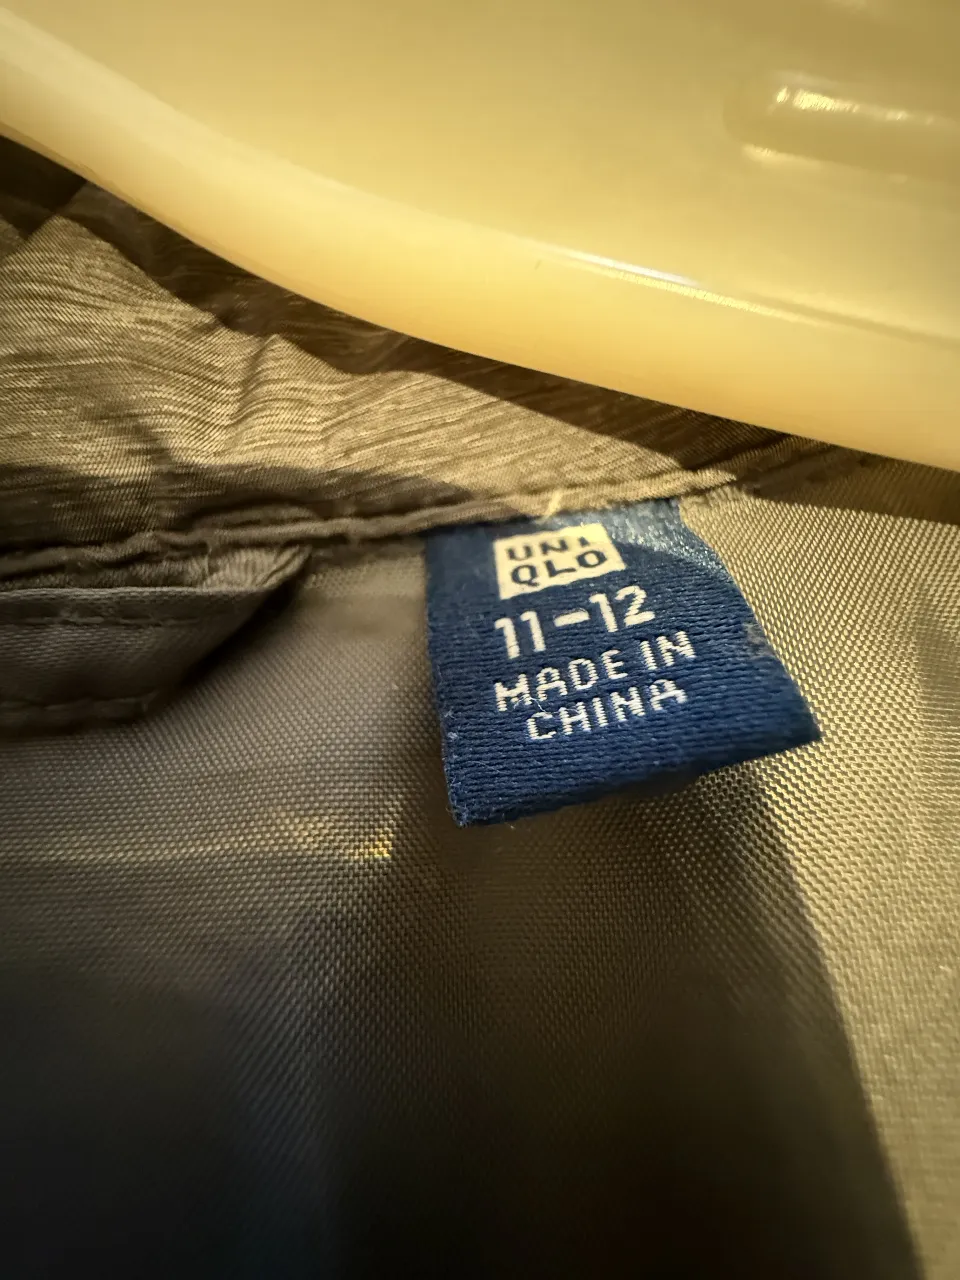 UNI
QLO
11-12
MADE IN
CHINA